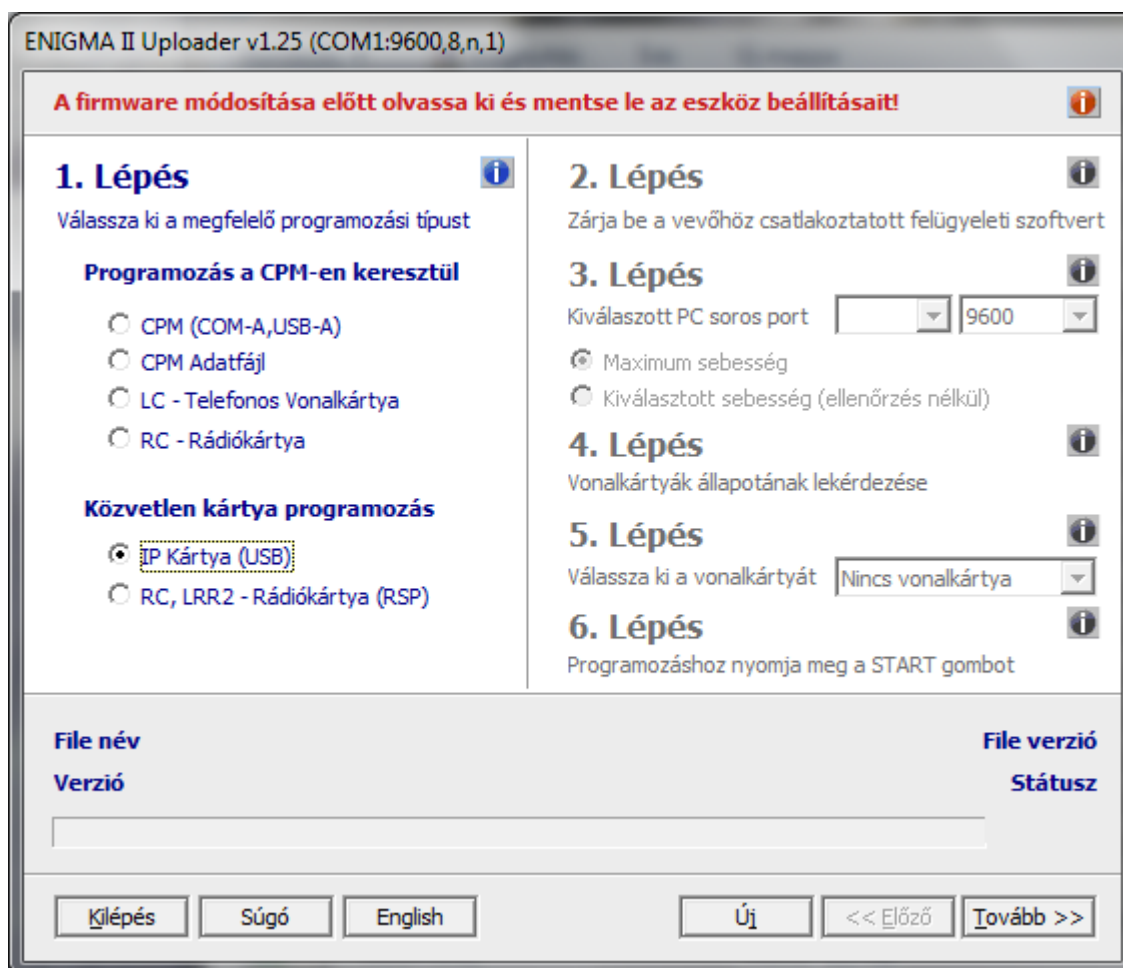 ENIGMA II Uploader v1.25 (COM1:9600,8,n,1)
A firmware módosítása előtt olvassa ki és mentse le az eszköz beállításait!
1. Lépés
Válassza ki a megfelelő programozási típust
Programozás a CPM-en keresztül
CPM (COM-A,USB-A)
CPM Adatfájl
LC - Telefonos Vonalkártya
RC - Rádiókártya
Közvetlen kártya programozás
IP Kártya (USB)
RC, LRR2 - Rádiókártya (RSP)
2. Lépés
Zárja be a vevőhöz csatlakoztatott felügyeleti szoftvert
3. Lépés
Kiválaszott PC soros port 9600
Maximum sebesség
Kiválasztott sebesség (ellenőrzés nélkül)
4. Lépés
Vonalkártyák állapotának lekérdezése
5. Lépés
Válassza ki a vonalkártyát Nincs vonalkártya
6. Lépés
Programozáshoz nyomja meg a START gombot
File név File verzió
Verzió Státusz
Kilépés Súgó English Új << Előző Tovább >>